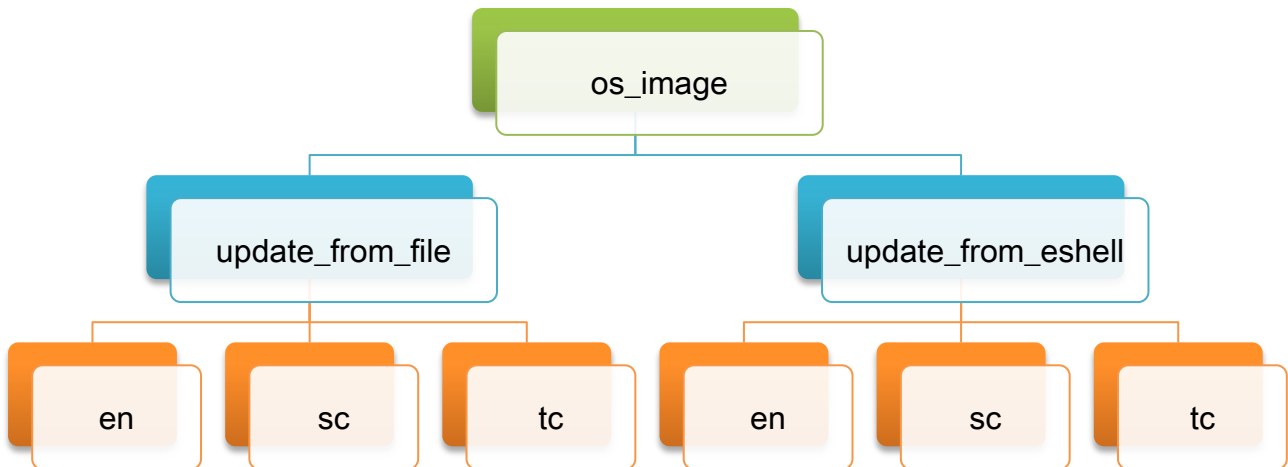 os_image
update_from_file
update_from_eshell
en
sc
tc
en
sc
tc